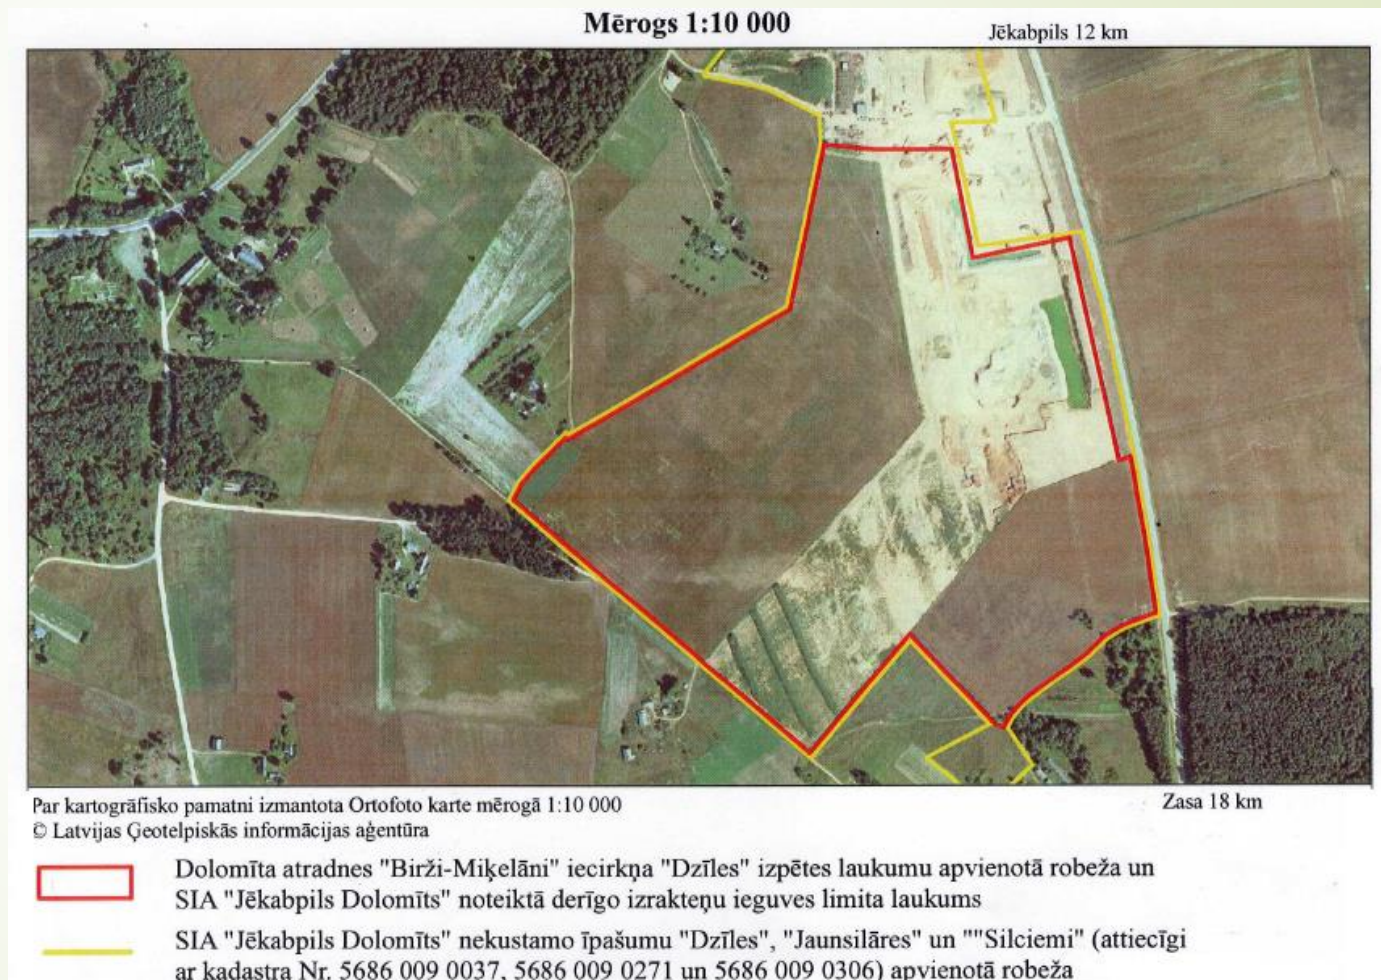 Mērogs 1:10 000
Jēkabpils 12 km
Par kartogrāfisko pamatni izmantota Ortofoto karte mērogā 1:10 000
Zasa 18 km
© Latvijas Ģeotelpiskās informācijas aģentūra
Dolomīta atradnes "Birži-Miķelāni" iecirkņa "Dzīles" izpētes laukumu apvienotā robeža un
SIA "Jēkabpils Dolomīts" noteiktā derīgo izrakteņu ieguves limita laukums
SIA "Jēkabpils Dolomīts" nekustamo īpašumu "Dzīles", "Jaunsilāres" un ""Silciemi" (attiecīgi
ar kadastra Nr. 5686 009 0037, 5686 009 0271 un 5686 009 0306) apvienotā robeža